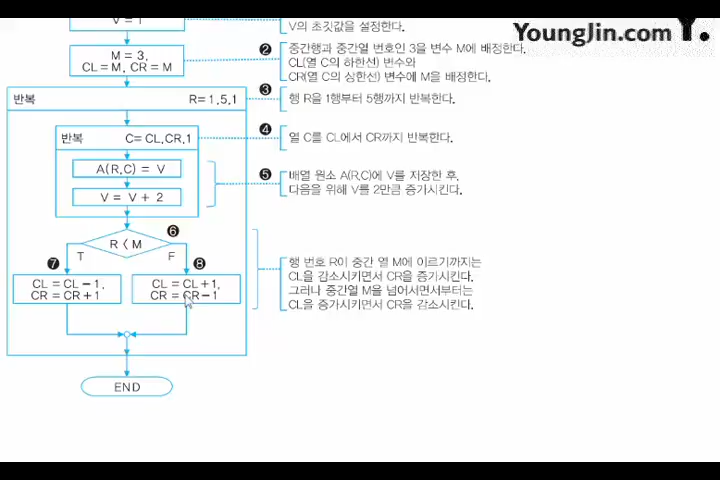 V = 1
V의 초깃값을 설정한다.
YoungJin.com Y.
M = 3,
CL = M, CR = M
❷ 중간행과 중간열 번호인 3을 변수 M에 배정한다.
CL(열 C의 하한선) 변수와
CR(열 C의 상한선) 변수에 M을 배정한다.
반복 R= 1,5,1
❸ 행 R을 1행부터 5행까지 반복한다.
반복 C= CL,CR,1
❹ 열 C를 CL에서 CR까지 반복한다.
A(R,C) = V
V = V + 2
❺ 배열 원소 A(R,C)에 V를 저장한 후,
다음을 위해 V를 2만큼 증가시킨다.
❻
R < M
T
F
❼
CL = CL-1,
CR = CR+1
❽
CL = CL+1,
CR = CR-1
행 번호 R이 중간 열 M에 이르기까지는
CL을 감소시키면서 CR을 증가시킨다.
그러나 중간열 M을 넘어서면서부터는
CL을 증가시키면서 CR을 감소시킨다.
END